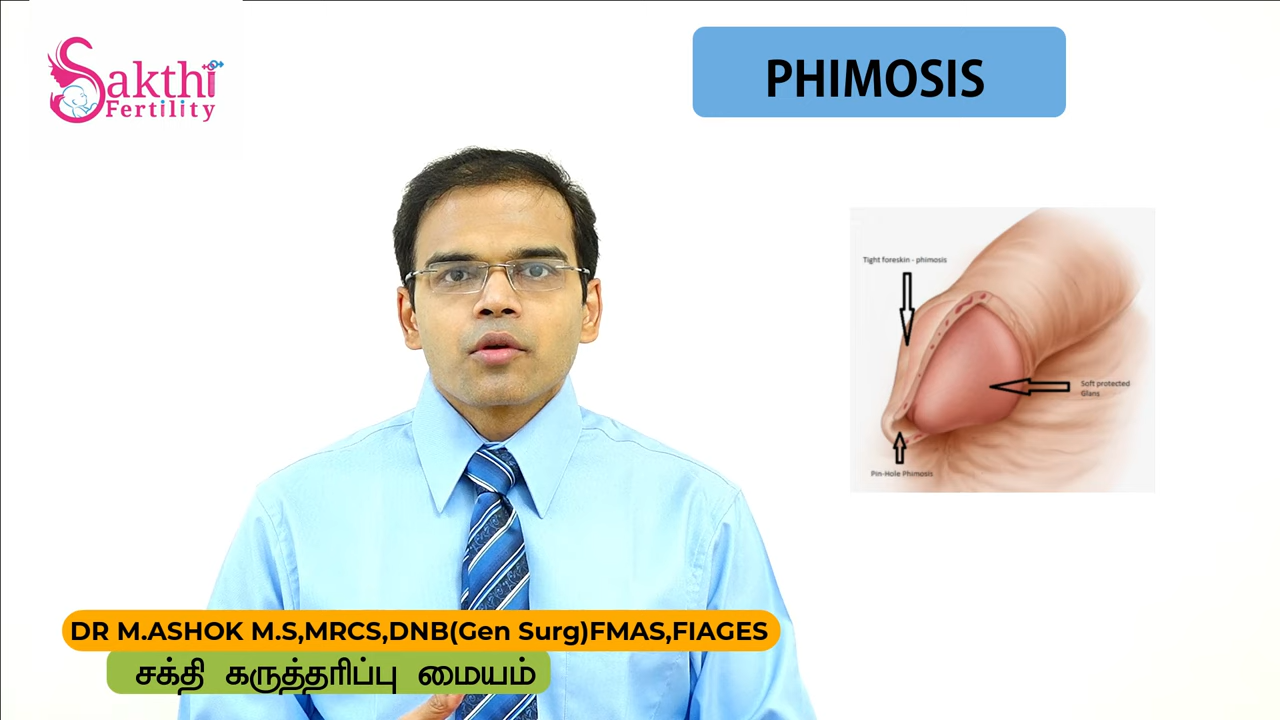 Sakthi
Fertility
PHIMOSIS
Tight foreskin - phimosis
Soft protected
Glans
Pin-Hole Phimosis
DR M.ASHOK M.S,MRCS,DNB(Gen Surg)FMAS,FIAGES
சக்தி கருத்தரிப்பு மையம்